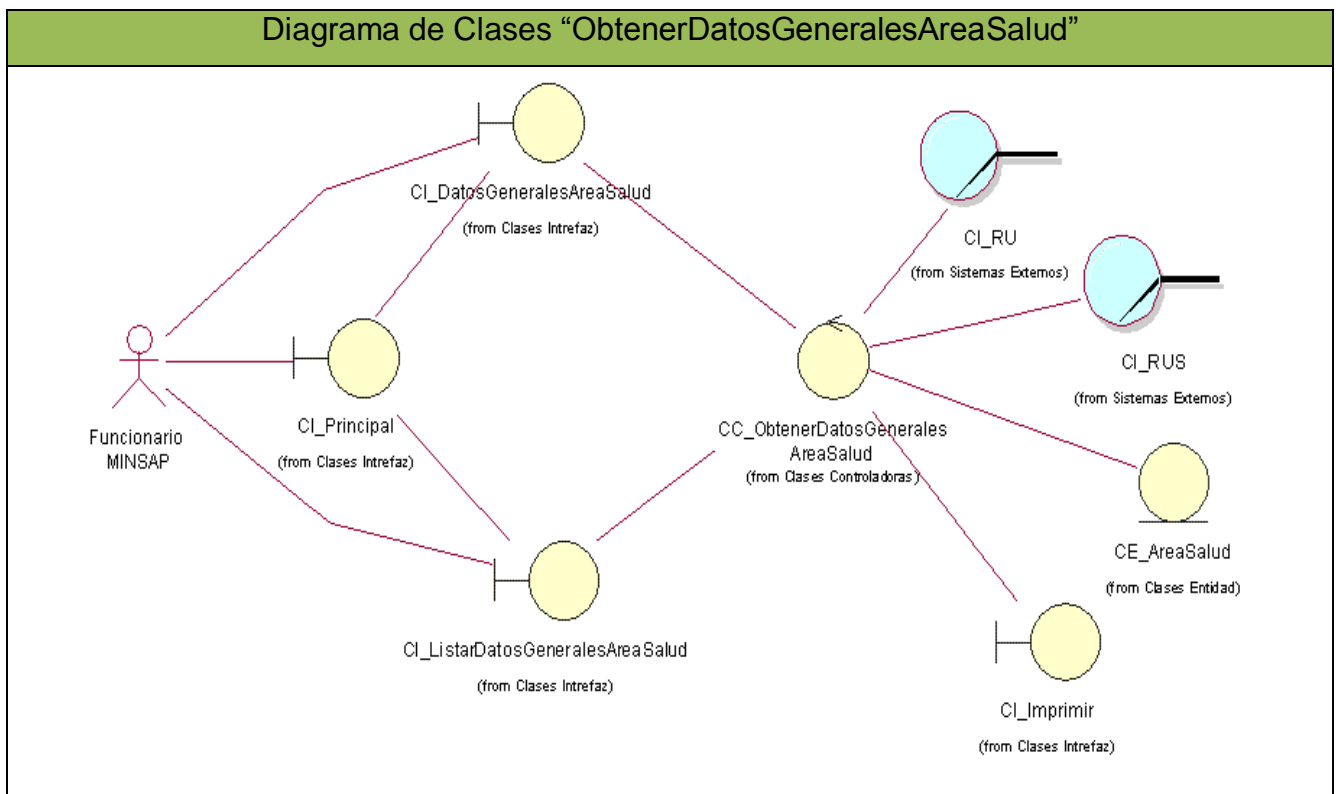 Diagrama de Clases “ObtenerDatosGeneralesAreaSalud”
CI_DatosGeneralesAreaSalud
(from Clases Intrefaz)
CI_RU
(from Sistemas Externos)
CI_RUS
(from Sistemas Externos)
Funcionario
MINSAP
CI_Principal
(from Clases Intrefaz)
CC_ObtenerDatosGenerales
AreaSalud
(from Clases Controladoras)
CE_AreaSalud
(from Clases Entidad)
CI_ListarDatosGeneralesAreaSalud
(from Clases Intrefaz)
CI_Imprimir
(from Clases Intrefaz)